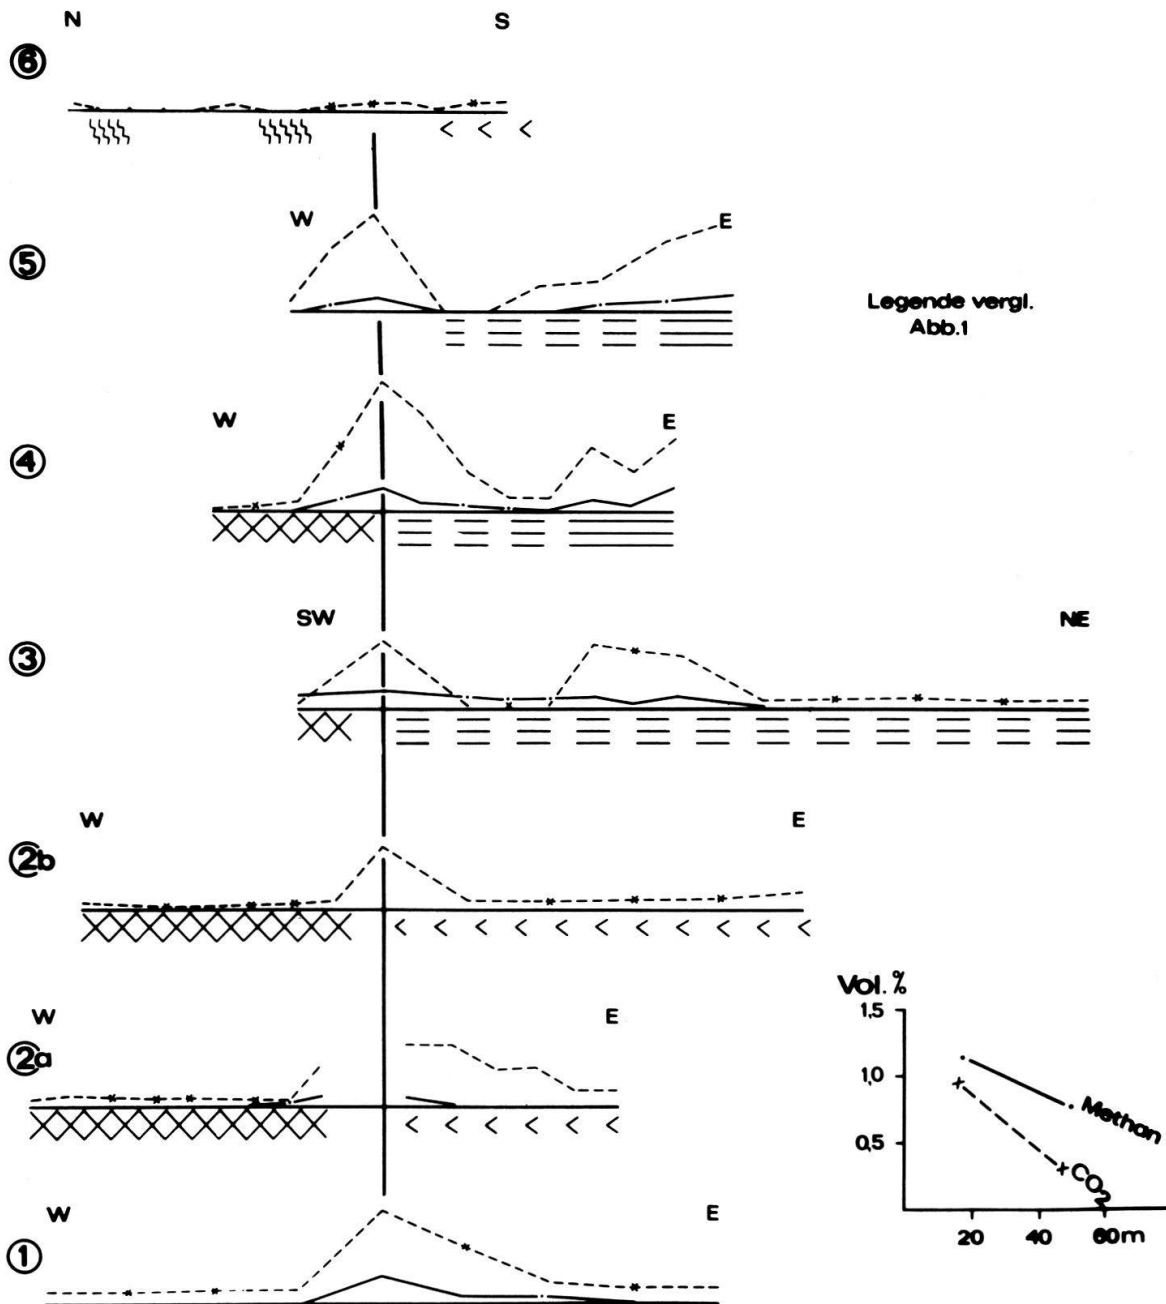 N S
6
W E
5
Legende vergl.
Abb.1
W E
4
SW NE
3
W E
2b
W E
2a
W E
1
Vol.%
1,5
1,0
0,5
Methan
CO2
20 40 60m